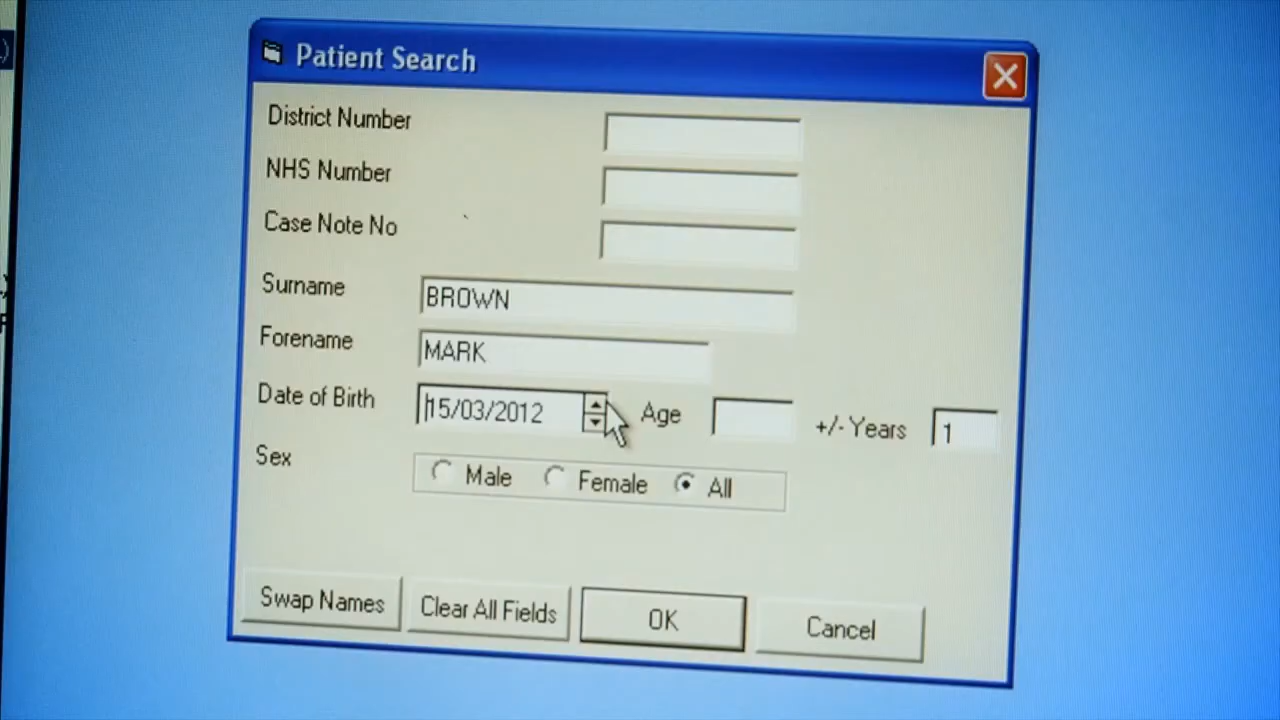 Patient Search
District Number
NHS Number
Case Note No
Surname BROWN
Forename MARK
Date of Birth 15/03/2012 Age +/- Years 1
Sex Male Female All
Swap Names Clear All Fields OK Cancel